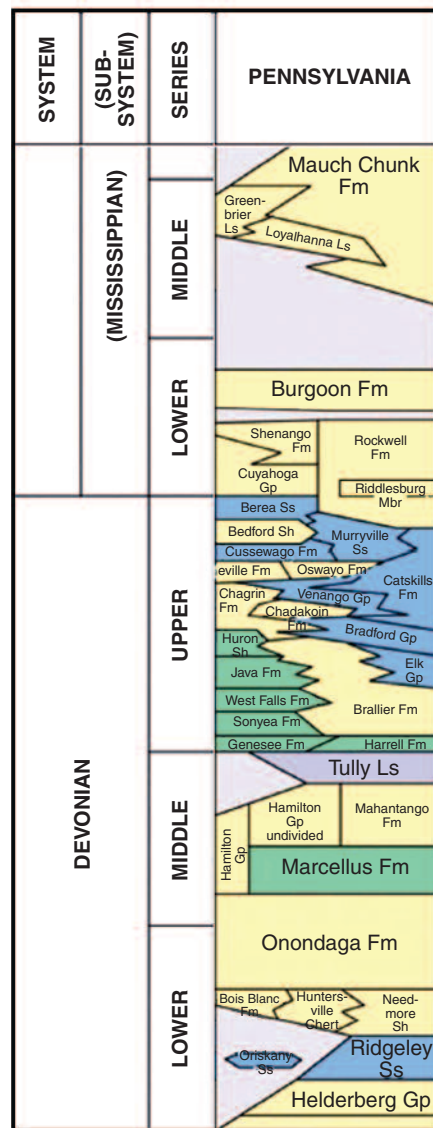 SYSTEM
(SUB-
SYSTEM)
SERIES
PENNSYLVANIA
(MISSISSIPPIAN)
MIDDLE
LOWER
Mauch Chunk
Fm
Green-
brier
Ls
Loyalhanna Ls
Burgoon Fm
Shenango
Fm
Rockwell
Fm
Cuyahoga
Gp
Riddlesburg
Mbr
DEVONIAN
UPPER
MIDDLE
LOWER
Berea Ss
Bedford Sh
Murryville
Ss
Cussewago Fm
eville Fm
Oswayo Fm
Catskills
Fm
Chagrin
Fm
Venango Gp
Chadakoin
Fm
Bradford Gp
Huron
Sh
Elk
Gp
Java Fm
West Falls Fm
Brallier Fm
Sonyea Fm
Genesee Fm
Harrell Fm
Tully Ls
Hamilton
Gp
Hamilton
Gp
undivided
Mahantango
Fm
Marcellus Fm
Onondaga Fm
Bois Blanc
Fm
Hunters-
ville
Chert
Need-
more
Sh
Oriskany
Ss
Ridgeley
Ss
Helderberg Gp